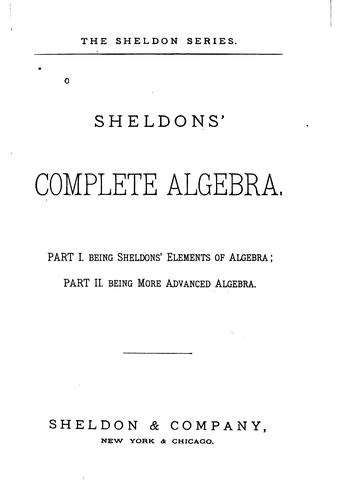 THE SHELDON SERIES.
SHELDONS'
COMPLETE ALGEBRA.
PART I. BEING SHELDONS' ELEMENTS OF ALGEBRA;
PART II. BEING MORE ADVANCED ALGEBRA.
SHELDON & COMPANY,
NEW YORK & CHICAGO.